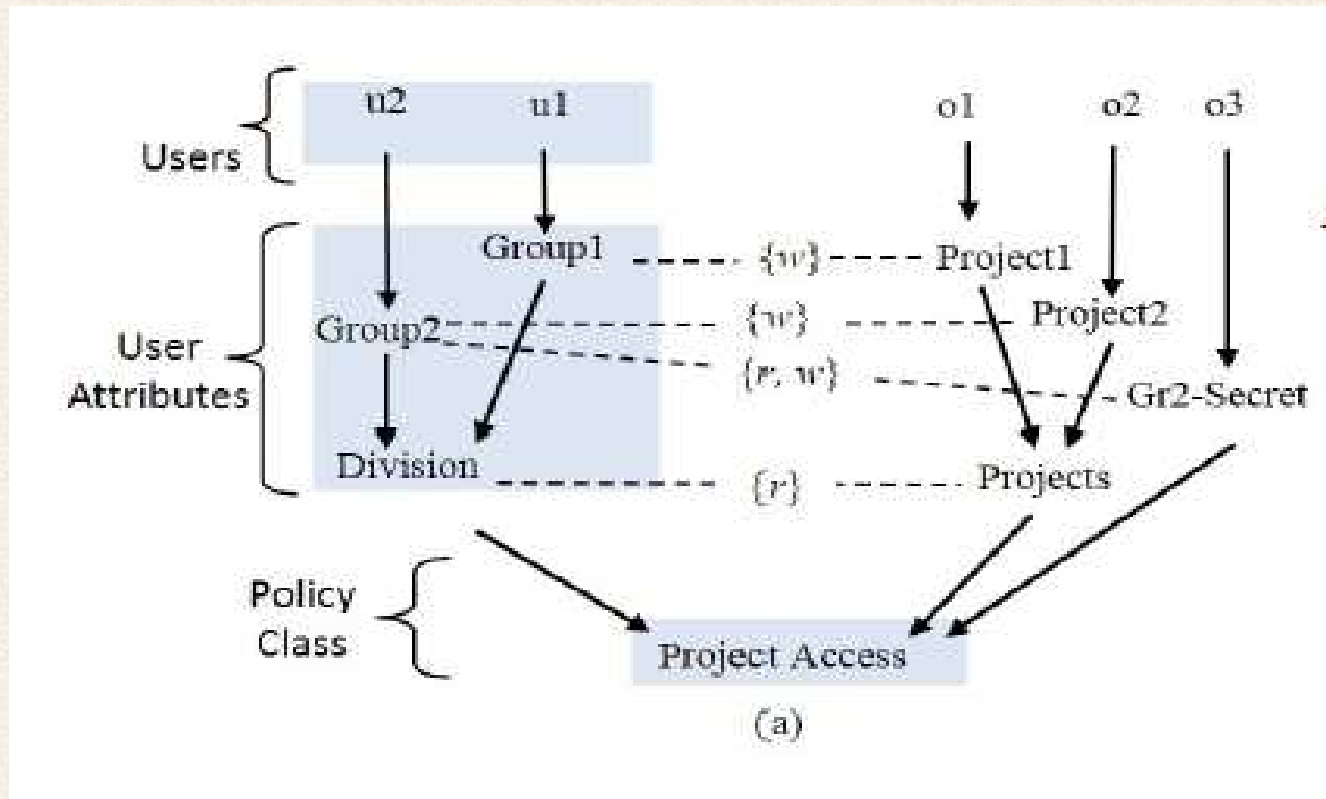 u2 u1 o1 o2 o3
Users
Group1 {w} Project1
Group2 {w} Project2
User
Attributes
{r, w} Gr2-Secret
Division {r} Projects
Policy
Class
Project Access
(a)